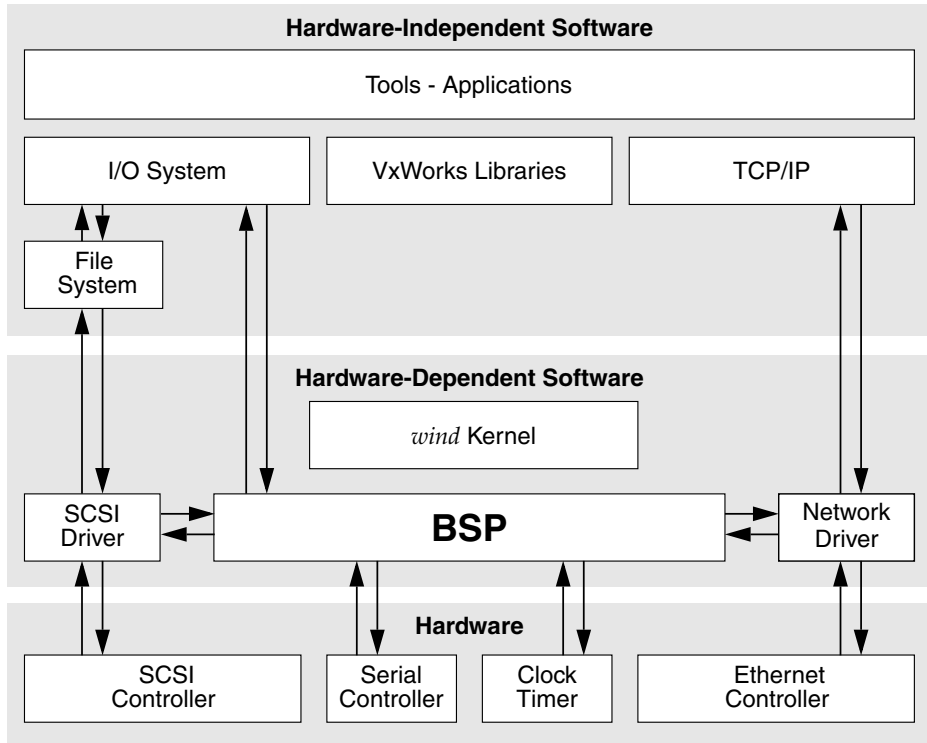 Hardware-Independent Software
Tools - Applications
I/O System
VxWorks Libraries
TCP/IP
File
System
Hardware-Dependent Software
wind Kernel
SCSI
Driver
BSP
Network
Driver
Hardware
SCSI
Controller
Serial
Controller
Clock
Timer
Ethernet
Controller